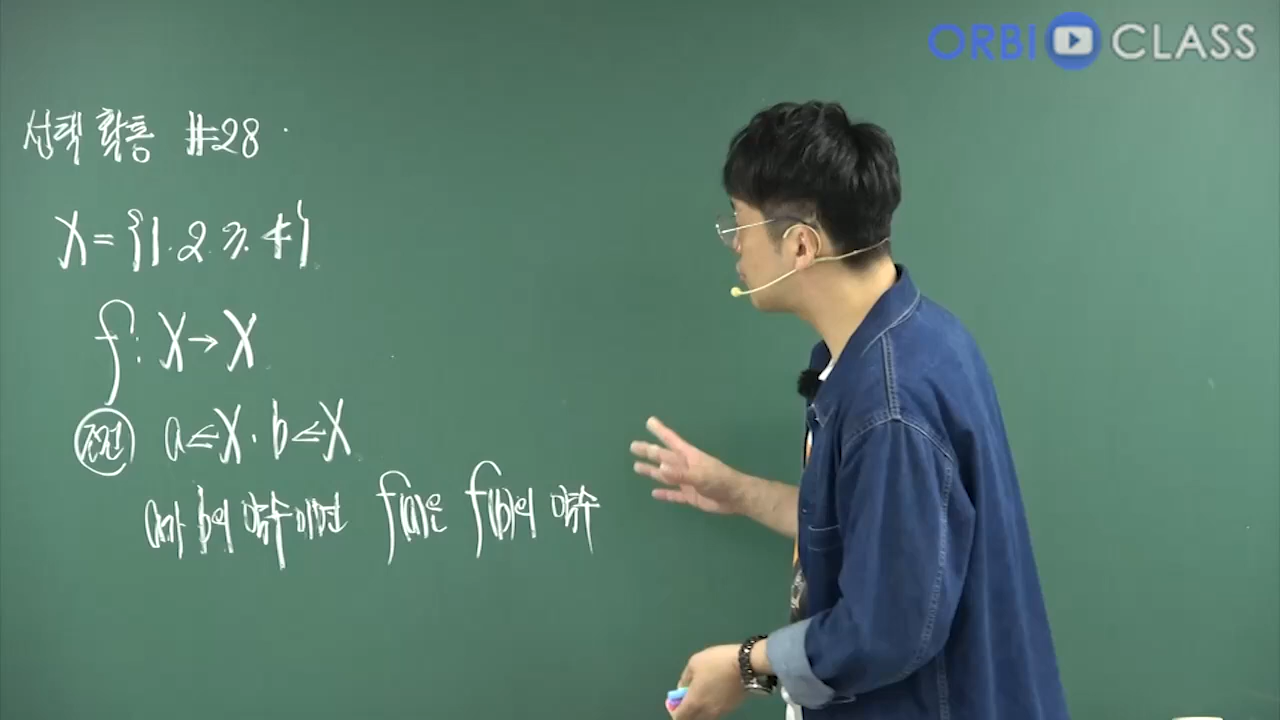 ORBI CLASS
선택 확통 #28
X = {1. 2. 3. 4}
f: X → X
조건 a∈X. b∈X
a가 b의 약수이면 f(a)는 f(b)의 약수